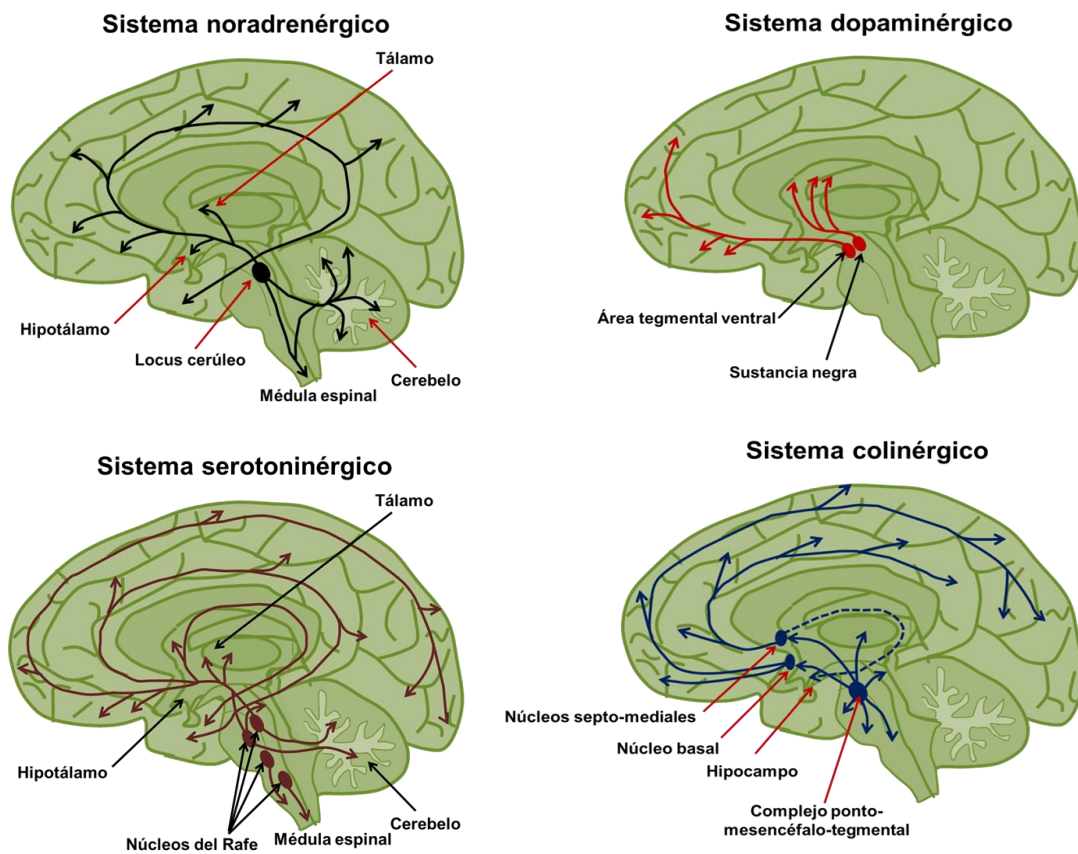 Sistema noradrenérgico
Tálamo
Hipotálamo
Locus cerúleo
Médula espinal
Cerebelo
Sistema dopaminérgico
Área tegmental ventral
Sustancia negra
Sistema serotoninérgico
Tálamo
Hipotálamo
Núcleos del Rafe
Médula espinal
Cerebelo
Sistema colinérgico
Núcleos septo-mediales
Núcleo basal
Hipocampo
Complejo ponto-
mesencéfalo-tegmental